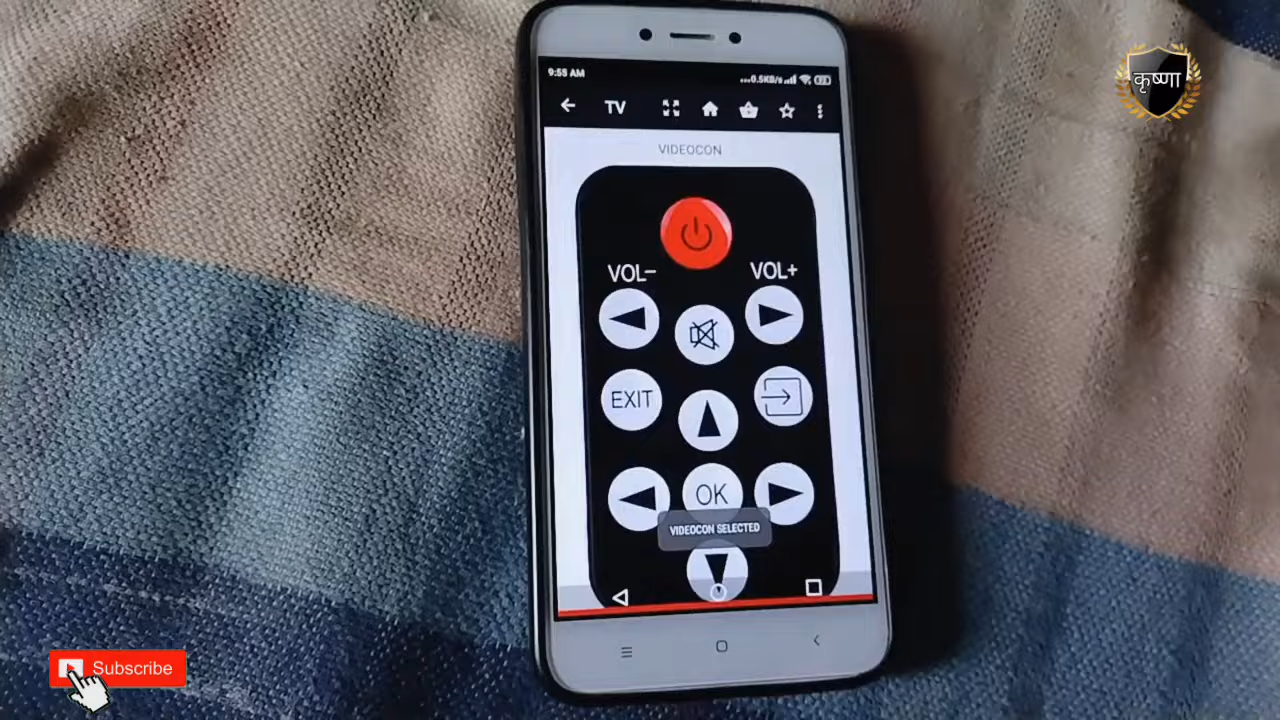 9:55 AM
...0.5KB/s
TV
कृष्णा
VIDEOCON
VOL-
VOL+
EXIT
OK
VIDEOCON SELECTED
Subscribe